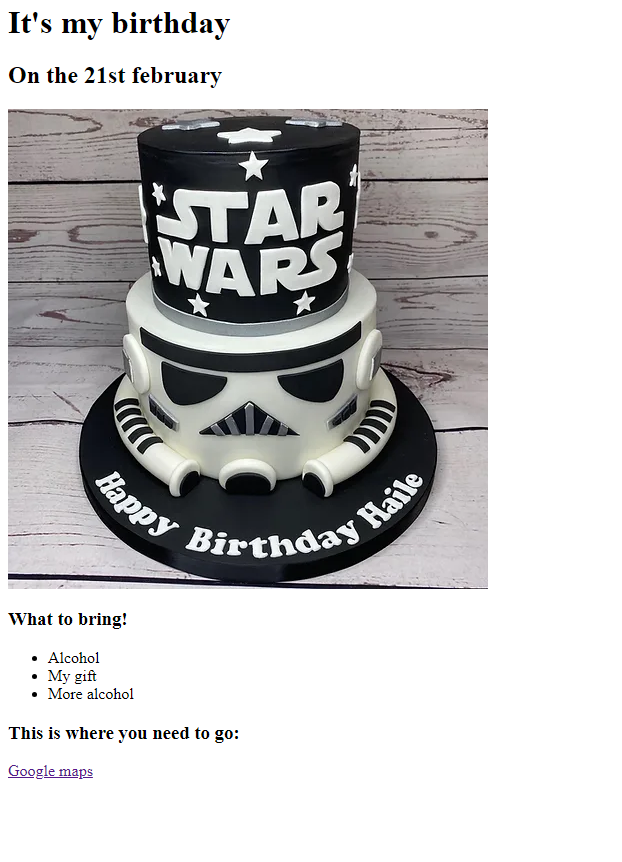 It's my birthday
On the 21st february
STAR
WARS
Happy Birthday Haile
What to bring!
Alcohol
My gift
More alcohol
This is where you need to go:
Google maps